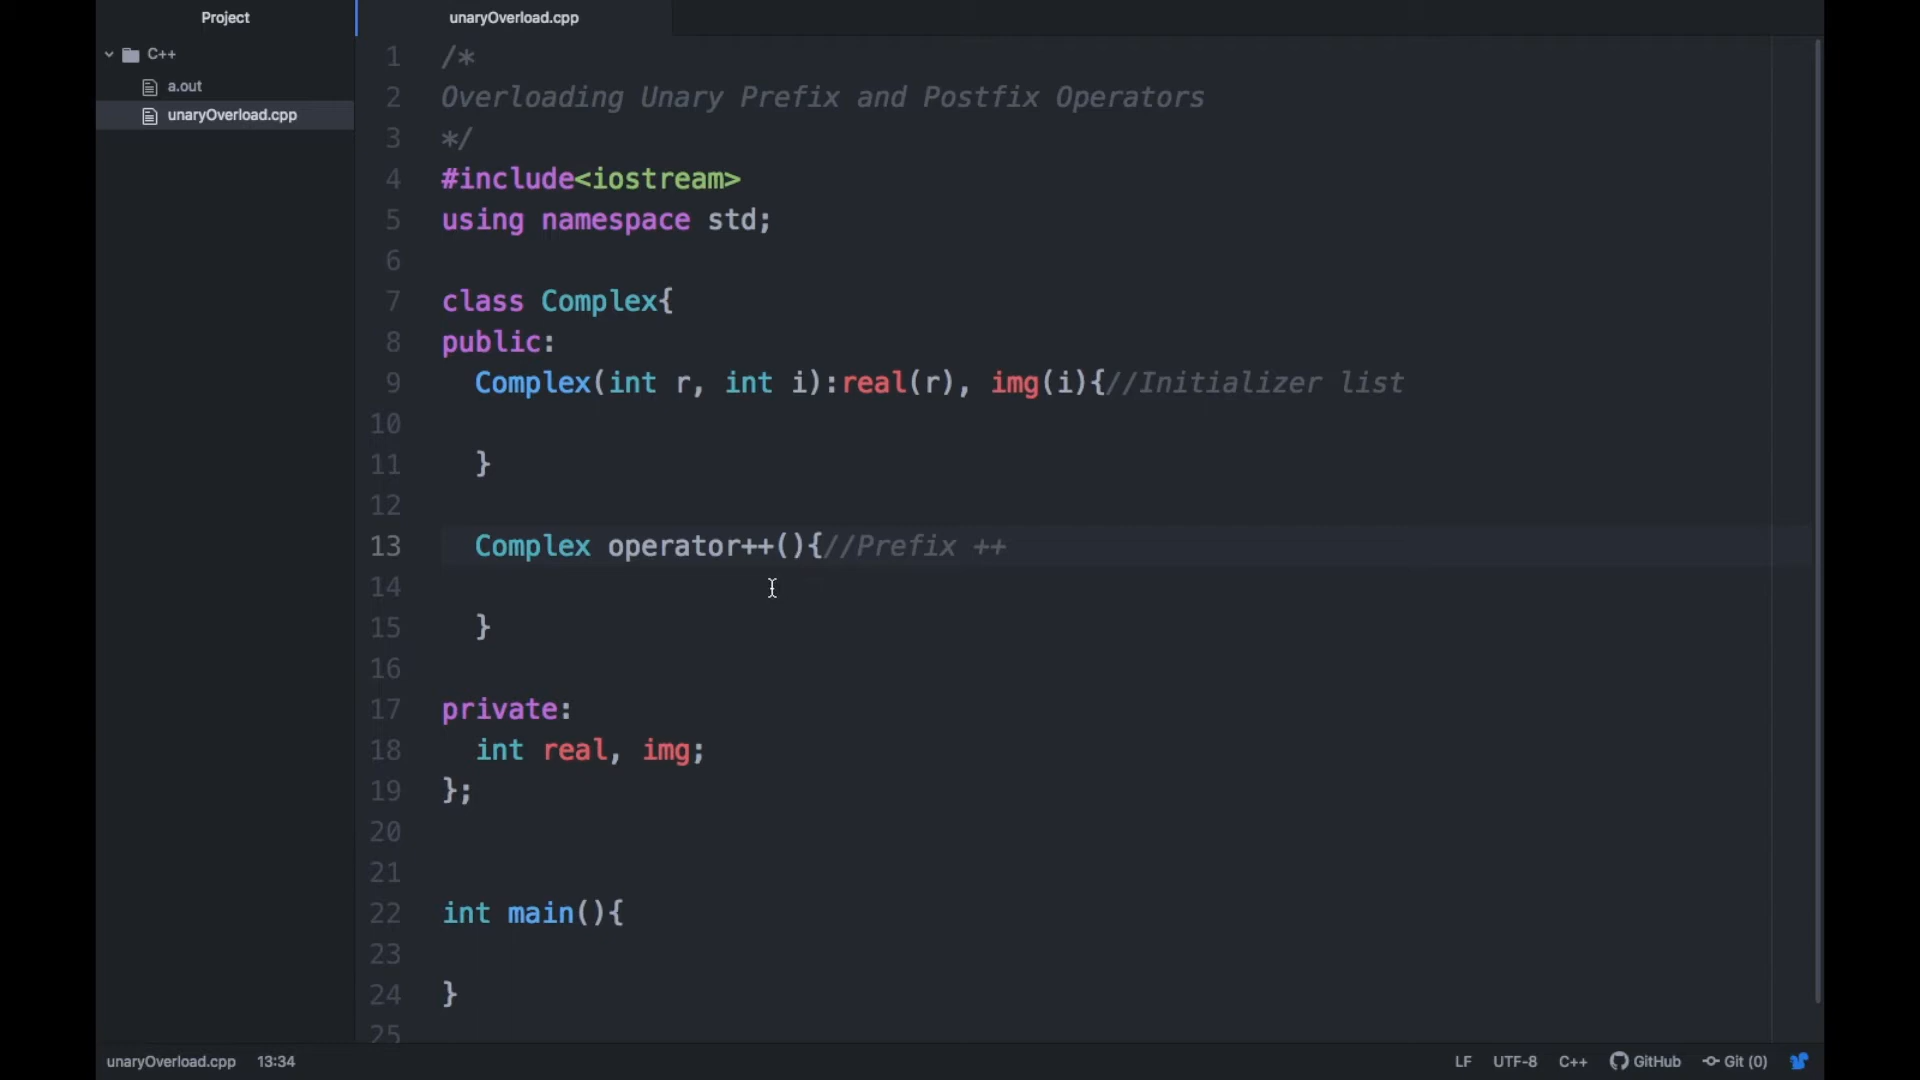 Project
unaryOverload.cpp
C++
a.out
unaryOverload.cpp
1 /*
2 Overloading Unary Prefix and Postfix Operators
3 */
4 #include<iostream>
5 using namespace std;
6
7 class Complex{
8 public:
9   Complex(int r, int i):real(r), img(i){//Initializer list
10
11   }
12
13   Complex operator++(){//Prefix ++
14
15   }
16
17 private:
18   int real, img;
19 };
20
21
22 int main(){
23
24 }
25
unaryOverload.cpp 13:34
LF UTF-8 C++ GitHub Git (0)